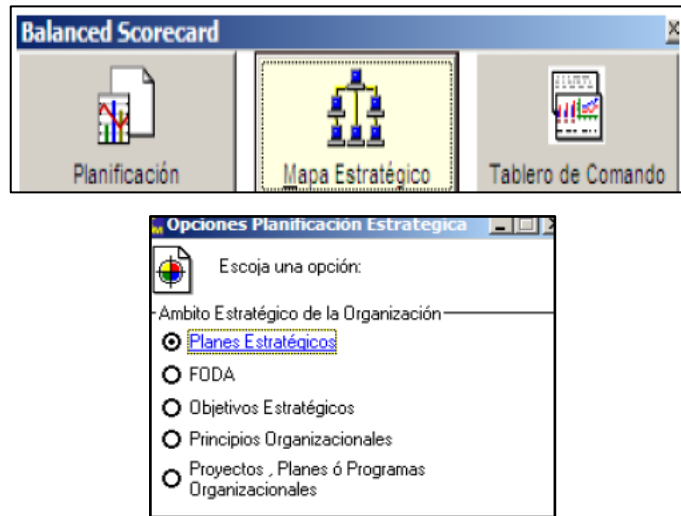 Balanced Scorecard
Planificación
Mapa Estratégico
Tablero de Comando
Opciones Planificación Estrategica
Escoja una opción:
Ambito Estratégico de la Organización
Planes Estratégicos
FODA
Objetivos Estratégicos
Principios Organizacionales
Proyectos , Planes ó Programas
Organizacionales